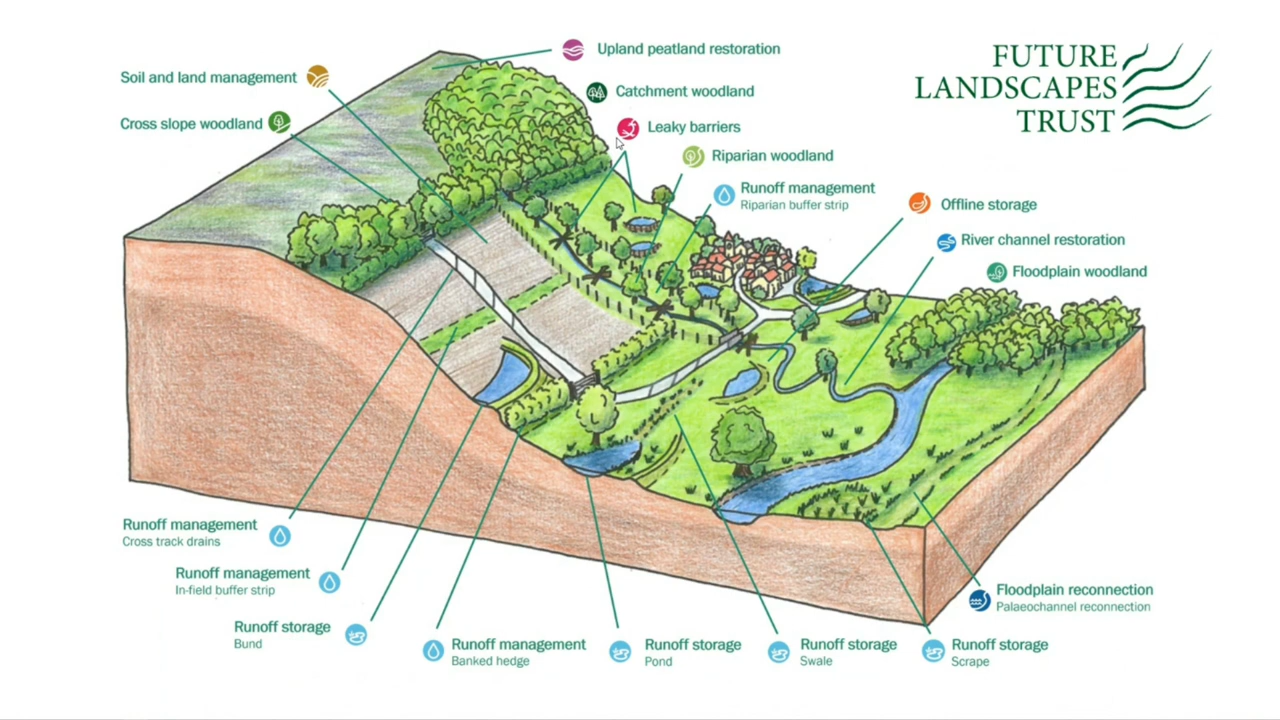 Upland peatland restoration
Soil and land management
Catchment woodland
Cross slope woodland
Leaky barriers
Riparian woodland
Runoff management
Riparian buffer strip
Offline storage
River channel restoration
Floodplain woodland
FUTURE
LANDSCAPES
TRUST
Runoff management
Cross track drains
Runoff management
In-field buffer strip
Runoff storage
Bund
Runoff management
Banked hedge
Runoff storage
Pond
Runoff storage
Swale
Runoff storage
Scrape
Floodplain reconnection
Palaeochannel reconnection